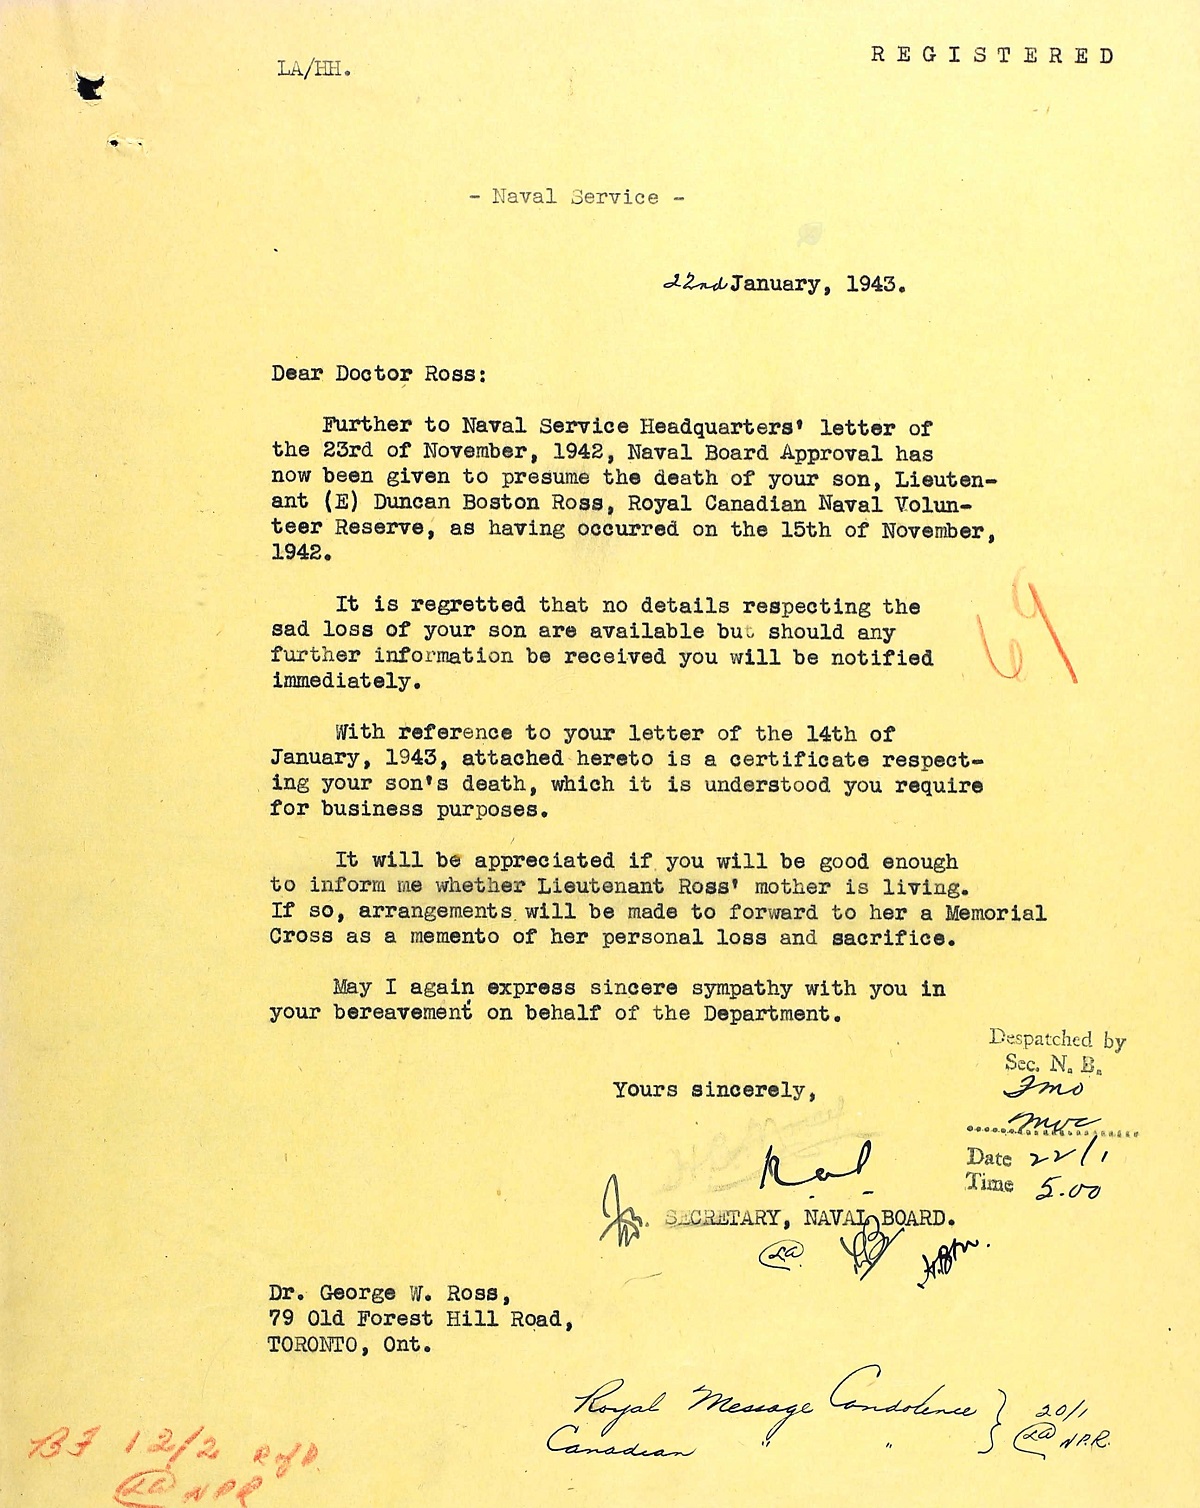 LA/HH.
REGISTERED
- Naval Service -
22nd January, 1943.
Dear Doctor Ross:
Further to Naval Service Headquarters' letter of
the 23rd of November, 1942, Naval Board Approval has
now been given to presume the death of your son, Lieuten-
ant (E) Duncan Boston Ross, Royal Canadian Naval Volun-
teer Reserve, as having occurred on the 15th of November,
1942.
It is regretted that no details respecting the
sad loss of your son are available but should any
further information be received you will be notified
immediately.
69
With reference to your letter of the 14th of
January, 1943, attached hereto is a certificate respect-
ing your son's death, which it is understood you require
for business purposes.
It will be appreciated if you will be good enough
to inform me whether Lieutenant Ross' mother is living.
If so, arrangements will be made to forward to her a Memorial
Cross as a memento of her personal loss and sacrifice.
May I again express sincere sympathy with you in
your bereavement on behalf of the Department.
Yours sincerely,
Despatched by
Sec. N. B.
Date 22/1
Time 5.00
SECRETARY, NAVAL BOARD.
Dr. George W. Ross,
79 Old Forest Hill Road,
TORONTO, Ont.
Royal Message Condolence } 20/1
Canadian " " } LA NPR.
BF 12/2
LA NPR